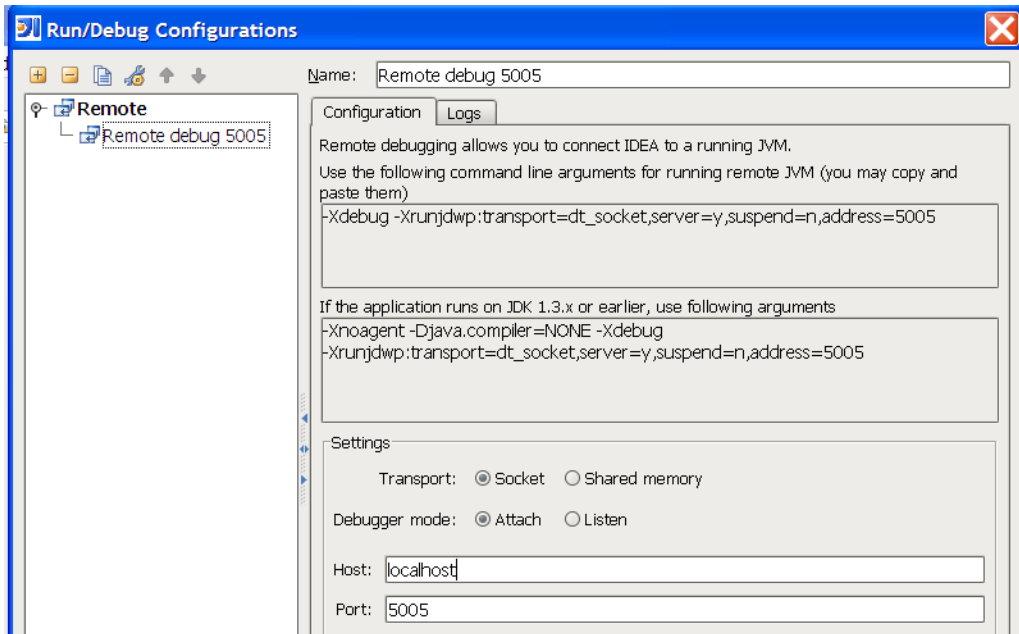 Run/Debug Configurations
Name: Remote debug 5005
Remote
Remote debug 5005
Configuration Logs
Remote debugging allows you to connect IDEA to a running JVM.
Use the following command line arguments for running remote JVM (you may copy and
paste them)
-Xdebug -Xrunjdwp:transport=dt_socket,server=y,suspend=n,address=5005
If the application runs on JDK 1.3.x or earlier, use following arguments
-Xnoagent -Djava.compiler=NONE -Xdebug
-Xrunjdwp:transport=dt_socket,server=y,suspend=n,address=5005
Settings
Transport: Socket Shared memory
Debugger mode: Attach Listen
Host: localhost
Port: 5005